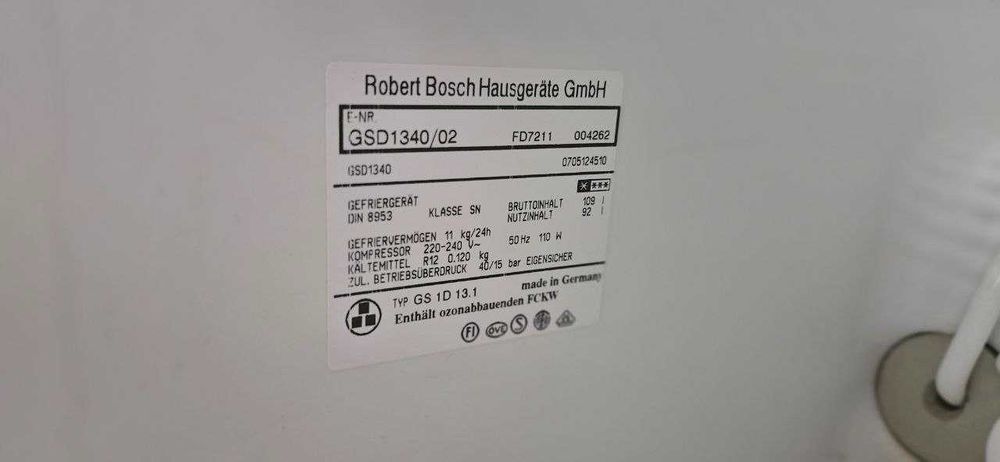 Robert Bosch Hausgeräte GmbH
E-NR.
GSD1340/02 FD7211 004262
GSD1340 0705124510
GEFRIERGERÄT
DIN 8953 KLASSE SN BRUTTOINHALT 109 l
NUTZINHALT 92 l
GEFRIERVERMÖGEN 11 kg/24h
KOMPRESSOR 220-240 V~ 50 Hz 110 W
KÄLTEMITTEL R12 0.120 kg
ZUL. BETRIEBSÜBERDRUCK 40/15 bar EIGENSICHER
TYP GS 1D 13.1 made in Germany
Enthält ozonabbauenden FCKW
FI OVE S